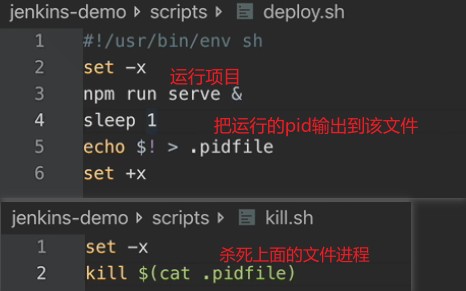 jenkins-demo > scripts > deploy.sh
1 #!/usr/bin/env sh
2 set -x
运行项目
3 npm run serve &
4 sleep 1
把运行的pid输出到该文件
5 echo $! > .pidfile
6 set +x
jenkins-demo > scripts > kill.sh
1 set -x
杀死上面的文件进程
2 kill $(cat .pidfile)